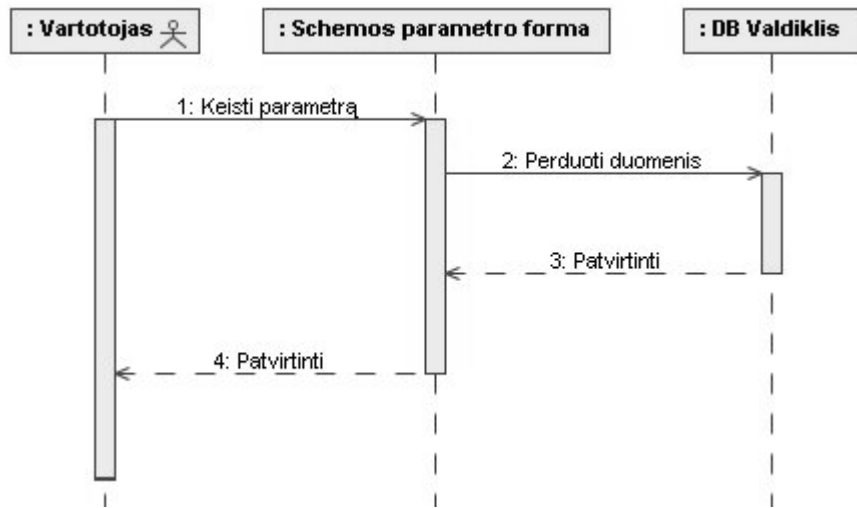 : Vartotojas
: Schemos parametro forma
: DB Valdiklis
1: Keisti parametrą
2: Perduoti duomenis
3: Patvirtinti
4: Patvirtinti